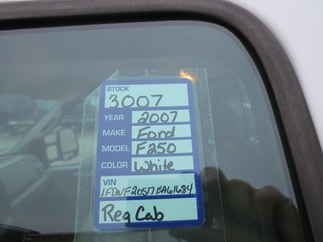 STOCK
3007
YEAR 2007
MAKE Ford
MODEL F250
COLOR White
VIN
Reg Cab